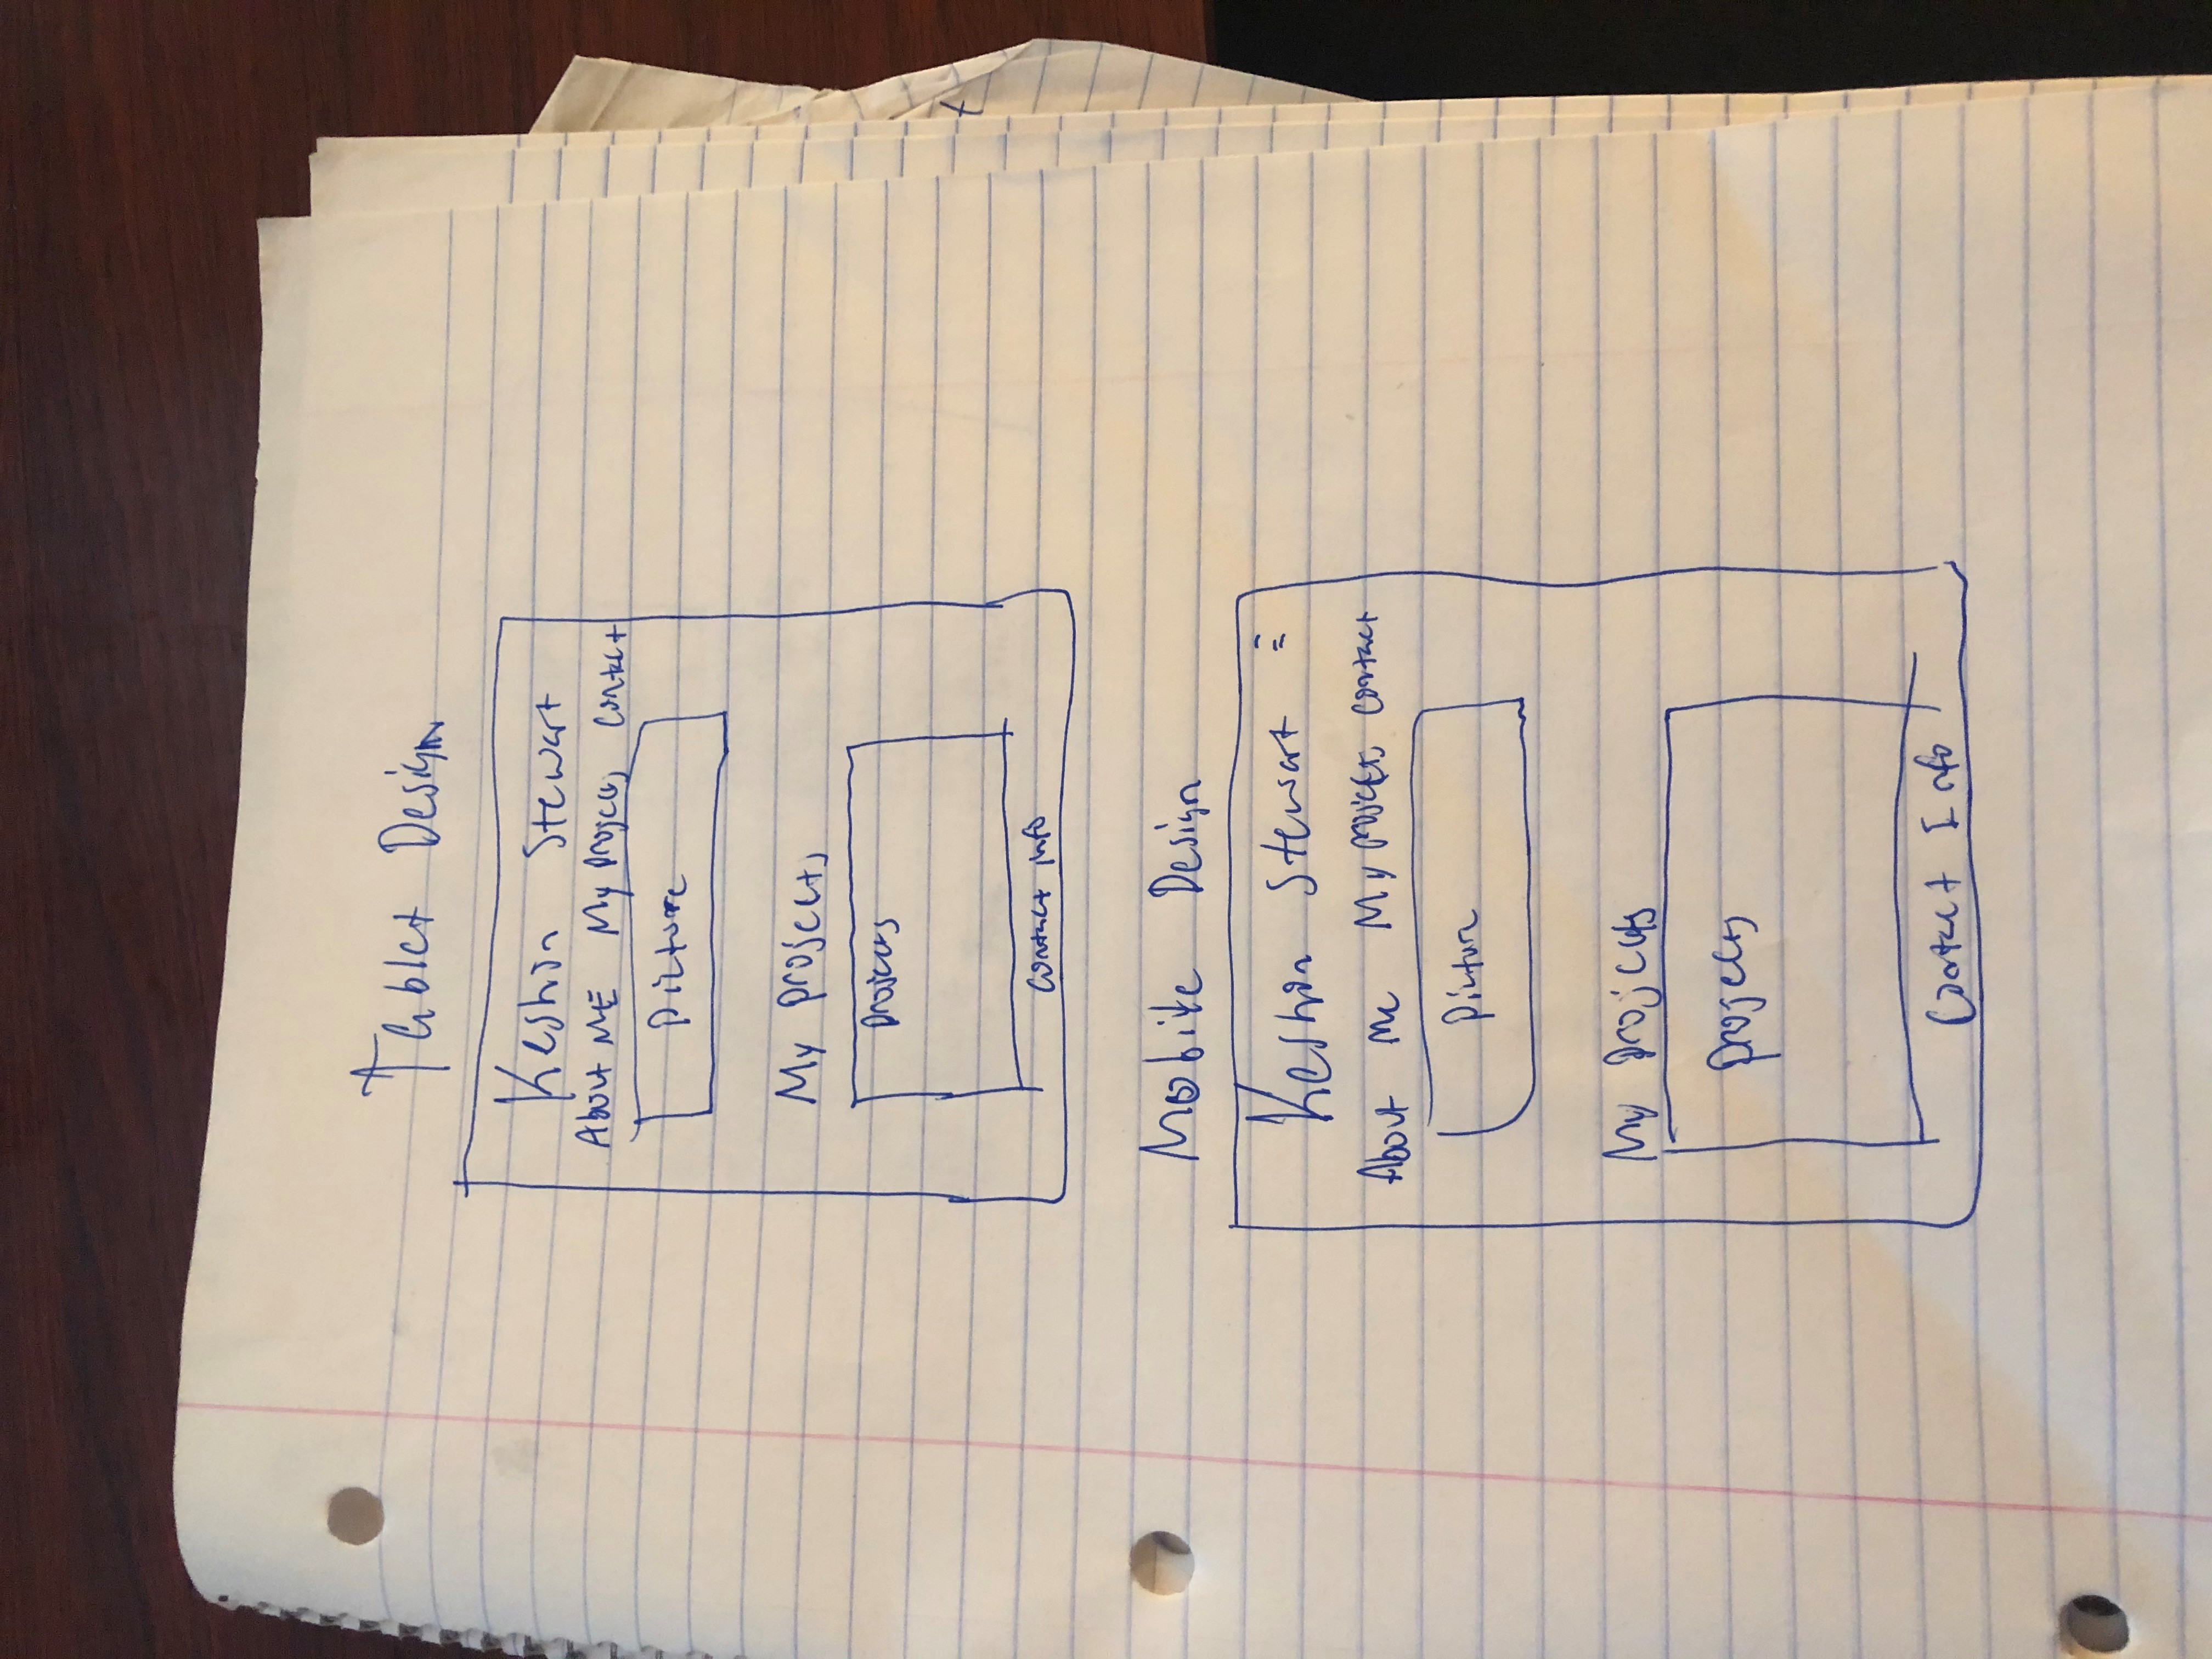 Tablet Design
Keshon Stewart
About ME My projects contact
picture
My projects
projects
contact info
Mobile Design
Keshon Stewart =
About me My projects contact
picture
My projects
projects
Contact Info